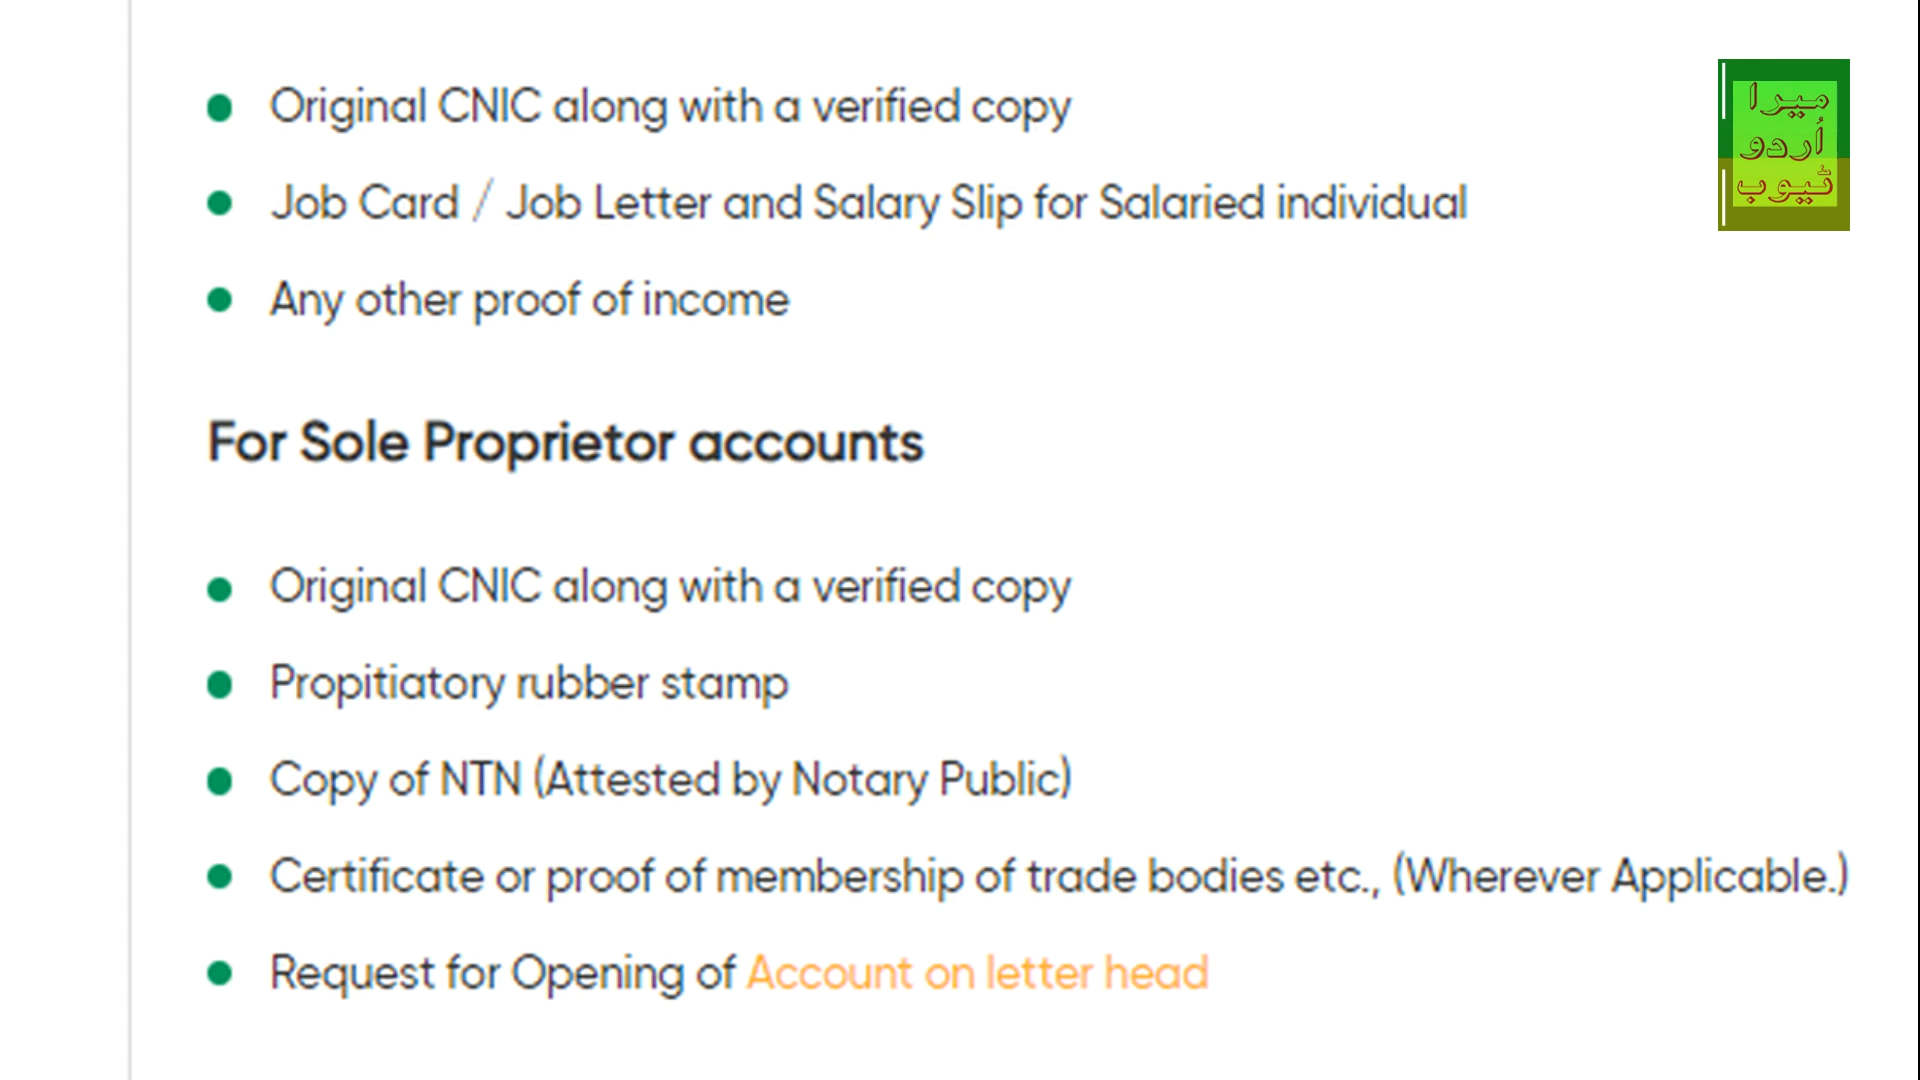 Original CNIC along with a verified copy
Job Card / Job Letter and Salary Slip for Salaried individual
Any other proof of income
For Sole Proprietor accounts
Original CNIC along with a verified copy
Propitiatory rubber stamp
Copy of NTN (Attested by Notary Public)
Certificate or proof of membership of trade bodies etc., (Wherever Applicable.)
Request for Opening of Account on letter head
میرا
اُردو
ٹیوب